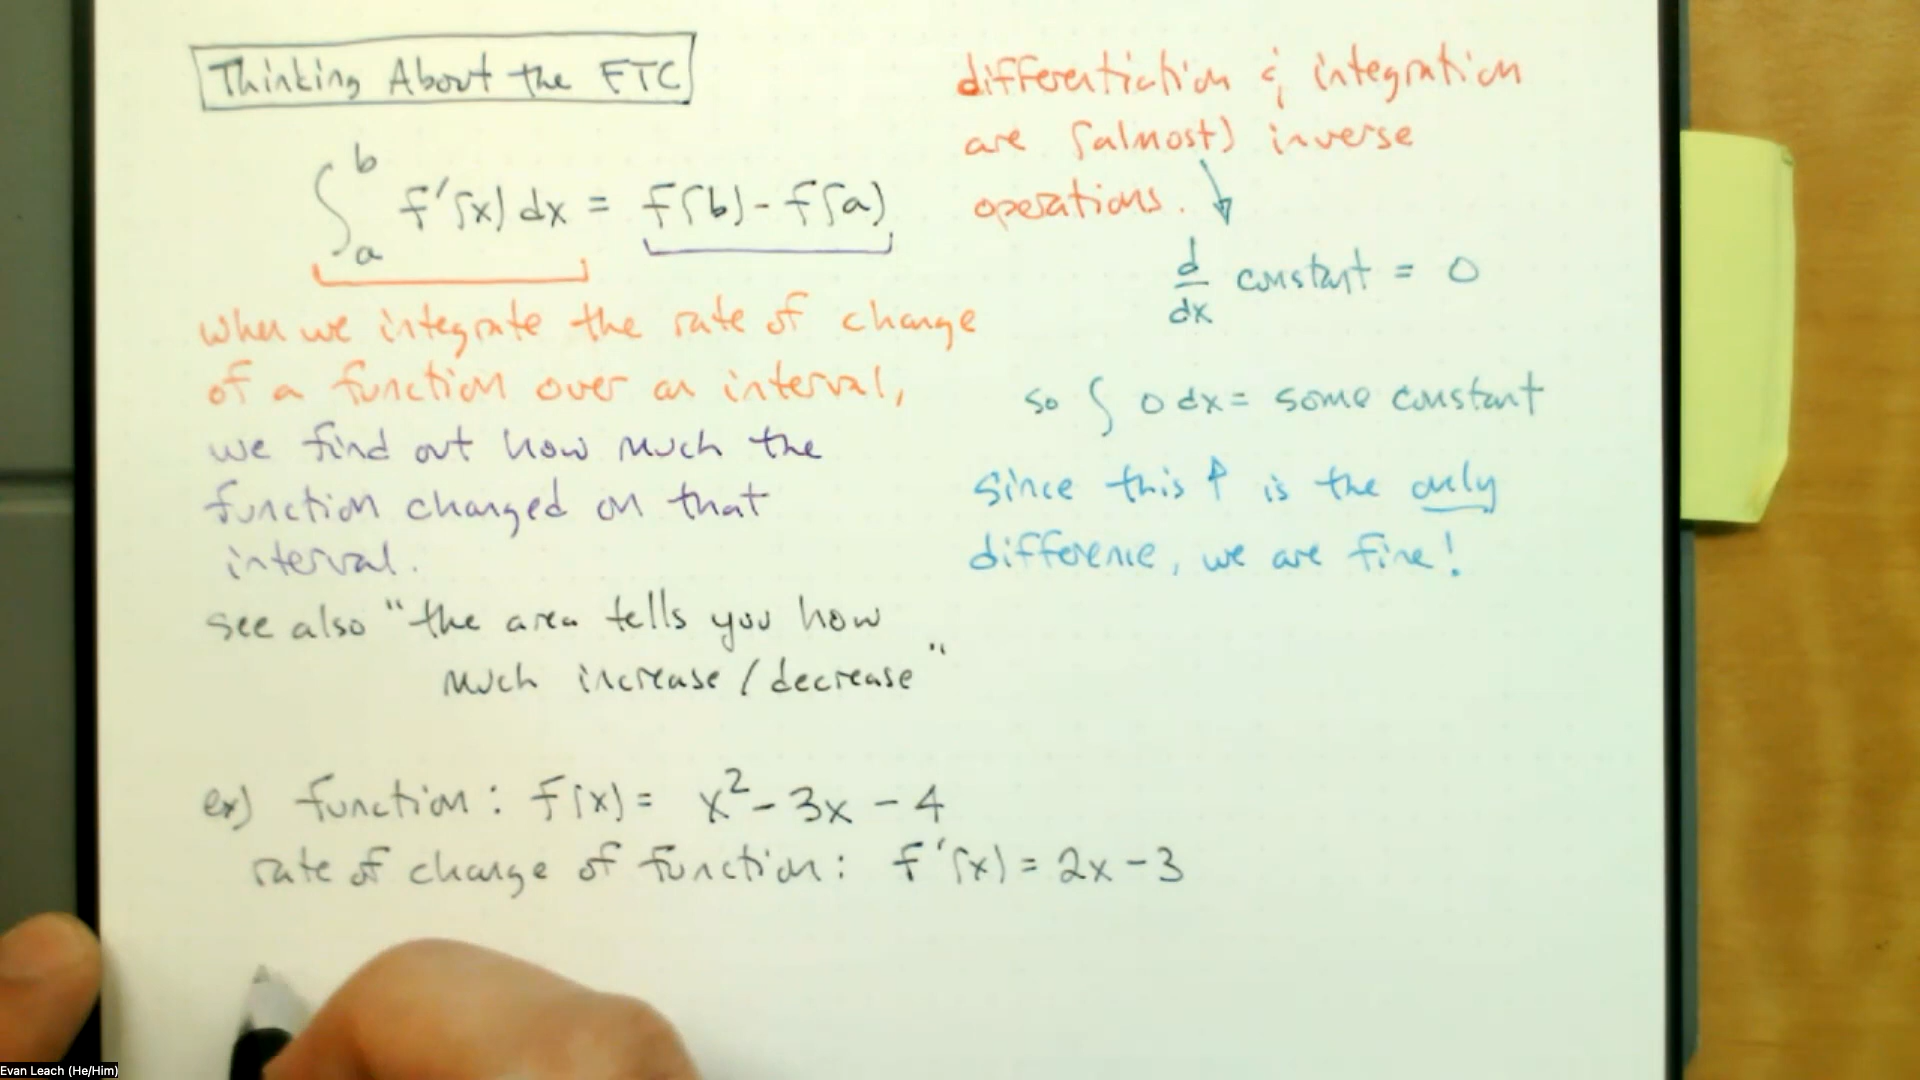 Thinking About the FTC
∫_a^b f'(x) dx = f(b) - f(a)
when we integrate the rate of change
of a function over an interval,
we find out how much the
function changed on that
interval.
see also "the area tells you how
much increase / decrease"
differentiation & integration
are (almost) inverse
operations.
d/dx constant = 0
so ∫ 0 dx = some constant
since this ↑ is the only
difference, we are fine!
ex) function: f(x) = x² - 3x - 4
rate of change of function: f'(x) = 2x - 3
Evan Leach (He/Him)